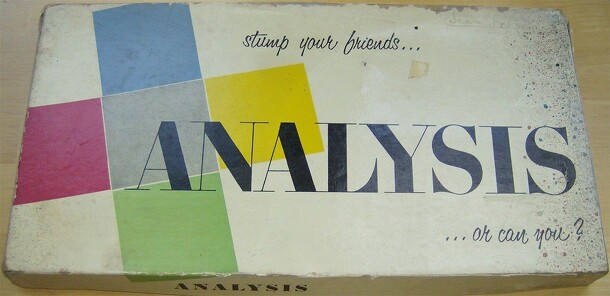 stump your friends...
ANALYSIS
...or can you?
ANALYSIS